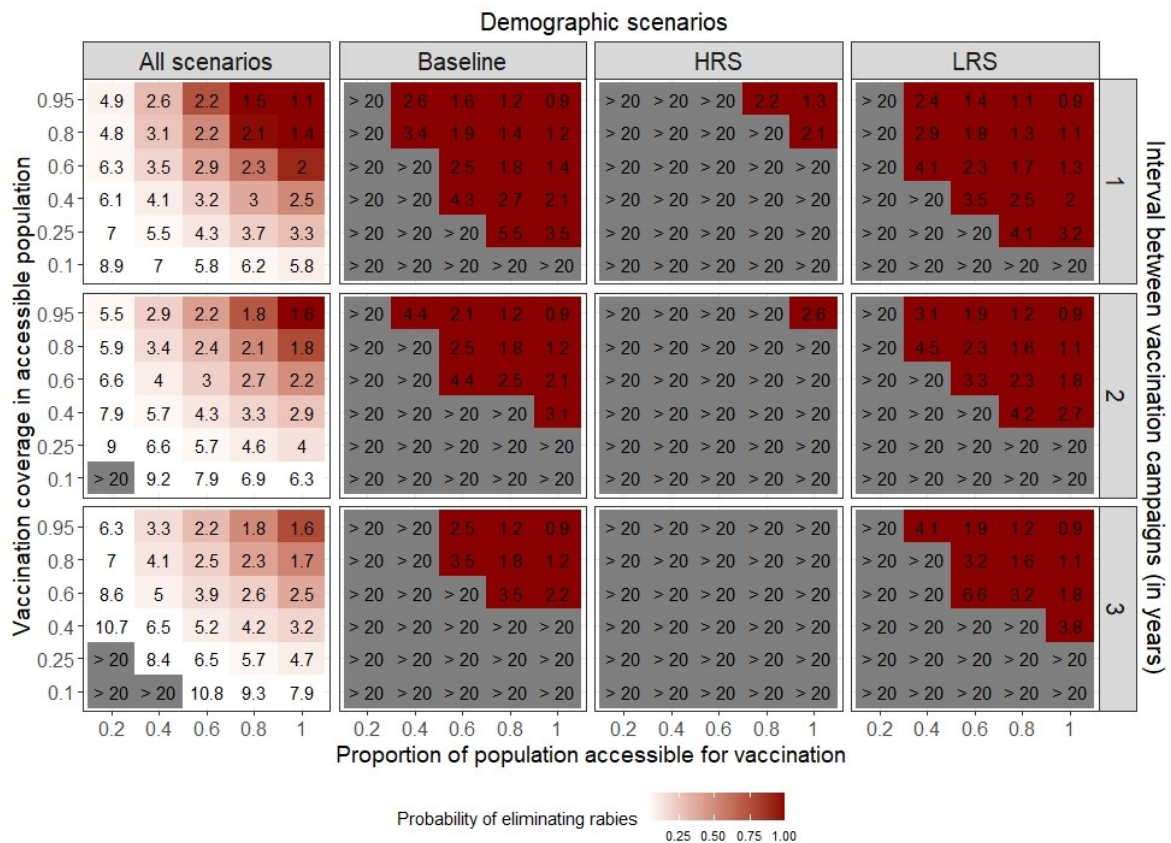 Demographic scenarios
All scenarios Baseline HRS LRS
Vaccination coverage in accessible population
Interval between vaccination campaigns (in years)
0.95 4.9 2.6 2.2 1.5 1.1 > 20 2.6 1.6 1.2 0.9 > 20 > 20 > 20 2.2 1.3 > 20 2.4 1.4 1.1 0.9
0.8 4.8 3.1 2.2 2.1 1.4 > 20 3.4 1.9 1.4 1.2 > 20 > 20 > 20 > 20 2.1 > 20 2.9 1.8 1.3 1.1
0.6 6.3 3.5 2.9 2.3 2 > 20 > 20 2.5 1.8 1.4 > 20 > 20 > 20 > 20 > 20 > 20 4.1 2.3 1.7 1.3
0.4 6.1 4.1 3.2 3 2.5 > 20 > 20 4.3 2.7 2.1 > 20 > 20 > 20 > 20 > 20 > 20 > 20 3.5 2.5 2
0.25 7 5.5 4.3 3.7 3.3 > 20 > 20 > 20 5.5 3.5 > 20 > 20 > 20 > 20 > 20 > 20 > 20 > 20 4.1 3.2
0.1 8.9 7 5.8 6.2 5.8 > 20 > 20 > 20 > 20 > 20 > 20 > 20 > 20 > 20 > 20 > 20 > 20 > 20 > 20 > 20
1
0.95 5.5 2.9 2.2 1.8 1.6 > 20 4.4 2.1 1.2 0.9 > 20 > 20 > 20 > 20 2.6 > 20 3.1 1.9 1.2 0.9
0.8 5.9 3.4 2.4 2.1 1.8 > 20 > 20 2.5 1.8 1.2 > 20 > 20 > 20 > 20 > 20 > 20 4.5 2.3 1.6 1.1
0.6 6.6 4 3 2.7 2.2 > 20 > 20 4.4 2.5 2.1 > 20 > 20 > 20 > 20 > 20 > 20 > 20 3.3 2.3 1.8
0.4 7.9 5.7 4.3 3.3 2.9 > 20 > 20 > 20 > 20 3.1 > 20 > 20 > 20 > 20 > 20 > 20 > 20 > 20 4.2 2.7
0.25 9 6.6 5.7 4.6 4 > 20 > 20 > 20 > 20 > 20 > 20 > 20 > 20 > 20 > 20 > 20 > 20 > 20 > 20 > 20
0.1 > 20 9.2 7.9 6.9 6.3 > 20 > 20 > 20 > 20 > 20 > 20 > 20 > 20 > 20 > 20 > 20 > 20 > 20 > 20 > 20
2
0.95 6.3 3.3 2.2 1.8 1.6 > 20 > 20 2.5 1.2 0.9 > 20 > 20 > 20 > 20 > 20 > 20 4.1 1.9 1.2 0.9
0.8 7 4.1 2.5 2.3 1.7 > 20 > 20 3.5 1.8 1.2 > 20 > 20 > 20 > 20 > 20 > 20 > 20 3.2 1.6 1.1
0.6 8.6 5 3.9 2.6 2.5 > 20 > 20 > 20 3.5 2.2 > 20 > 20 > 20 > 20 > 20 > 20 > 20 6.6 3.2 1.8
0.4 10.7 6.5 5.2 4.2 3.2 > 20 > 20 > 20 > 20 > 20 > 20 > 20 > 20 > 20 > 20 > 20 > 20 > 20 > 20 3.8
0.25 > 20 8.4 6.5 5.7 4.7 > 20 > 20 > 20 > 20 > 20 > 20 > 20 > 20 > 20 > 20 > 20 > 20 > 20 > 20 > 20
0.1 > 20 > 20 10.8 9.3 7.9 > 20 > 20 > 20 > 20 > 20 > 20 > 20 > 20 > 20 > 20 > 20 > 20 > 20 > 20 > 20
3
0.2 0.4 0.6 0.8 1 0.2 0.4 0.6 0.8 1 0.2 0.4 0.6 0.8 1 0.2 0.4 0.6 0.8 1
Proportion of population accessible for vaccination
Probability of eliminating rabies
0.25 0.50 0.75 1.00